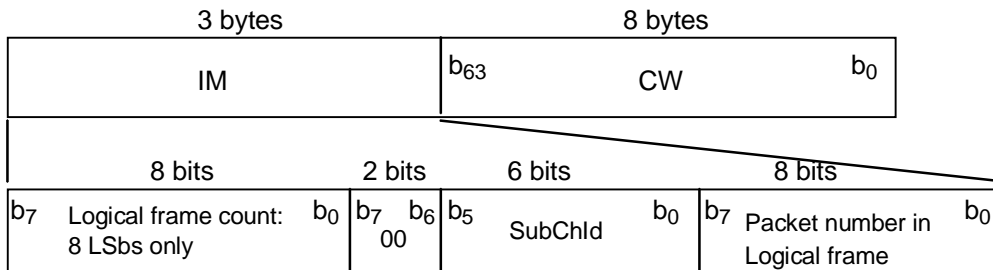 3 bytes 8 bytes
IM b63 CW b0
8 bits 2 bits 6 bits 8 bits
b7 Logical frame count: b0 b7 b6 b5 SubChId b0 b7 Packet number in b0
8 LSbs only 00 Logical frame